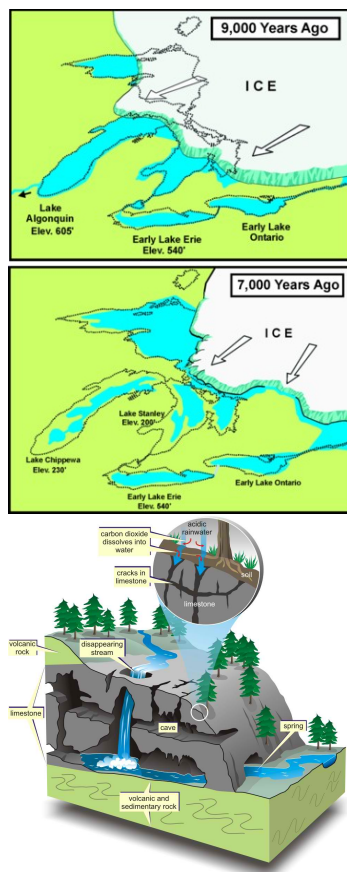 9,000 Years Ago
I C E
Lake
Algonquin
Elev. 605'
Early Lake Erie
Elev. 540'
Early Lake
Ontario
7,000 Years Ago
I C E
Lake Stanley
Elev. 200'
Lake Chippewa
Elev. 230'
Early Lake Erie
Elev. 540'
Early Lake Ontario
acidic
rainwater
carbon dioxide
dissolves into
water
soil
cracks in
limestone
limestone
volcanic
rock
disappearing
stream
limestone
cave
spring
volcanic and
sedimentary rock